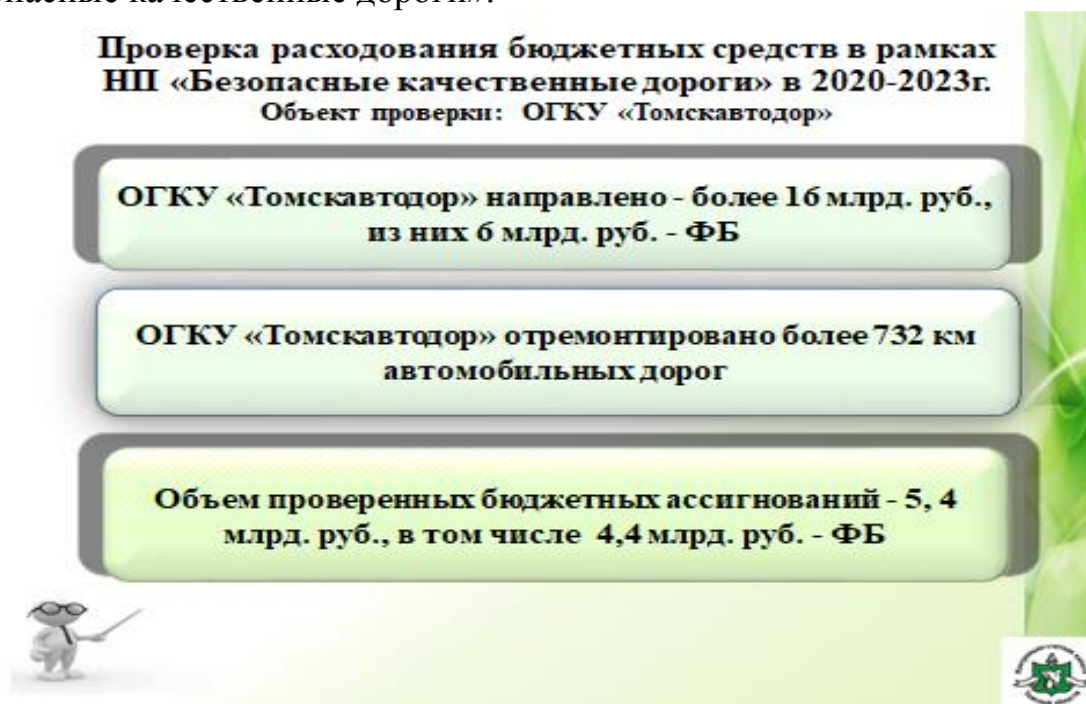 качественные дороги».
Проверка расходования бюджетных средств в рамках
НП «Безопасные качественные дороги» в 2020-2023г.
Объект проверки: ОГКУ «Томскавтодор»
ОГКУ «Томскавтодор» направлено - более 16 млрд. руб.,
из них 6 млрд. руб. - ФБ
ОГКУ «Томскавтодор» отремонтировано более 732 км
автомобильных дорог
Объем проверенных бюджетных ассигнований - 5, 4
млрд. руб., в том числе 4,4 млрд. руб. - ФБ